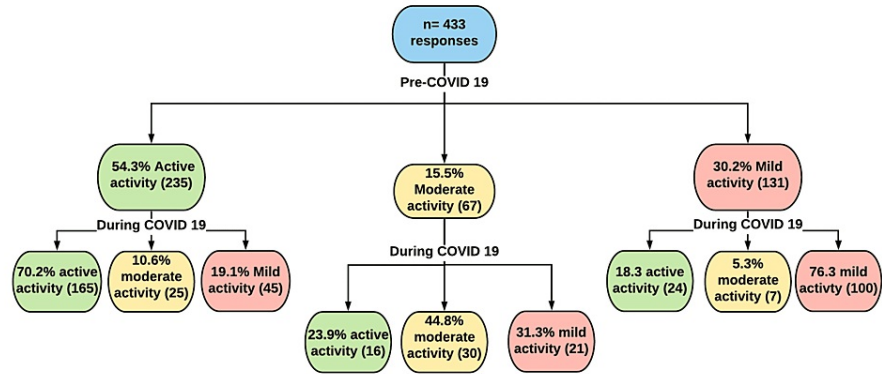 n= 433
responses
Pre-COVID 19
54.3% Active
activity (235)
15.5%
Moderate
activity (67)
30.2% Mild
activity (131)
During COVID 19
During COVID 19
During COVID 19
70.2% active
activity (165)
10.6%
moderate
activity (25)
19.1% Mild
activity (45)
23.9% active
activity (16)
44.8%
moderate
activity (30)
31.3% mild
activity (21)
18.3 active
activity (24)
5.3%
moderate
activity (7)
76.3 mild
activity (100)